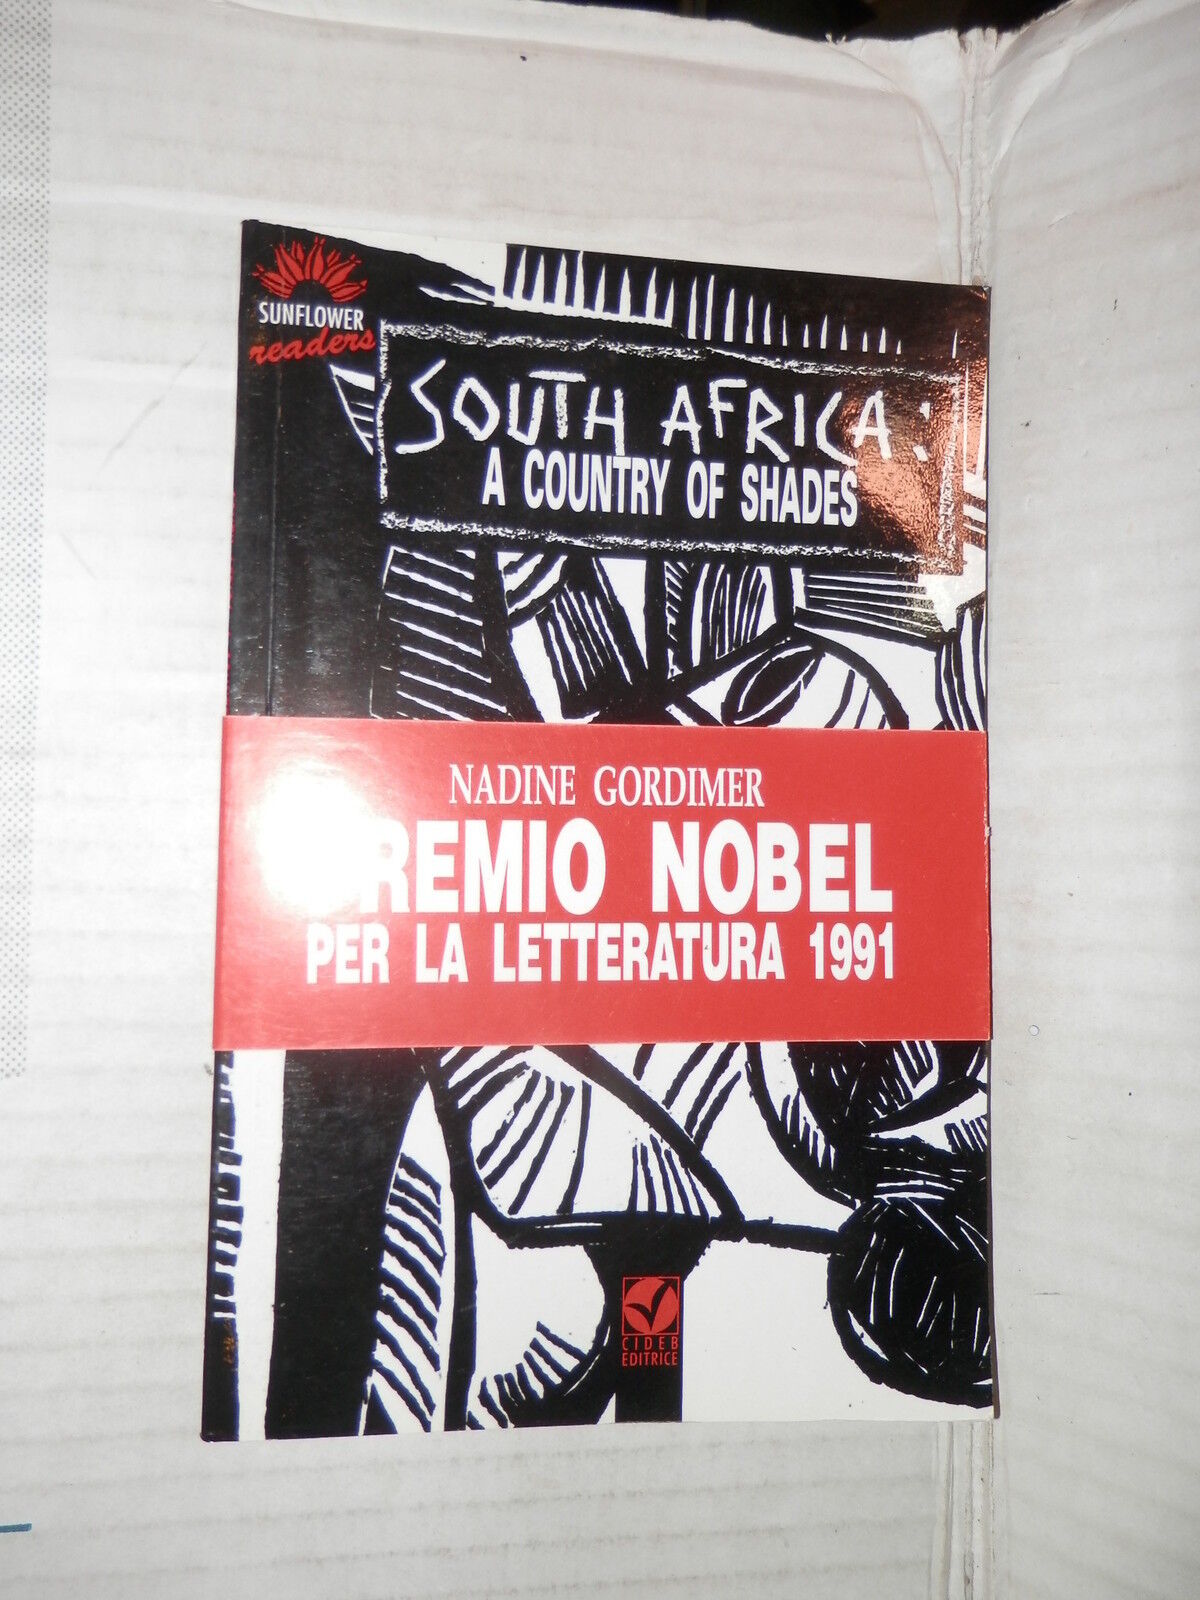 SUNFLOWER
readers
SOUTH AFRICA:
A COUNTRY OF SHADES
NADINE GORDIMER
PREMIO NOBEL
PER LA LETTERATURA 1991
CIDEB
EDITRICE